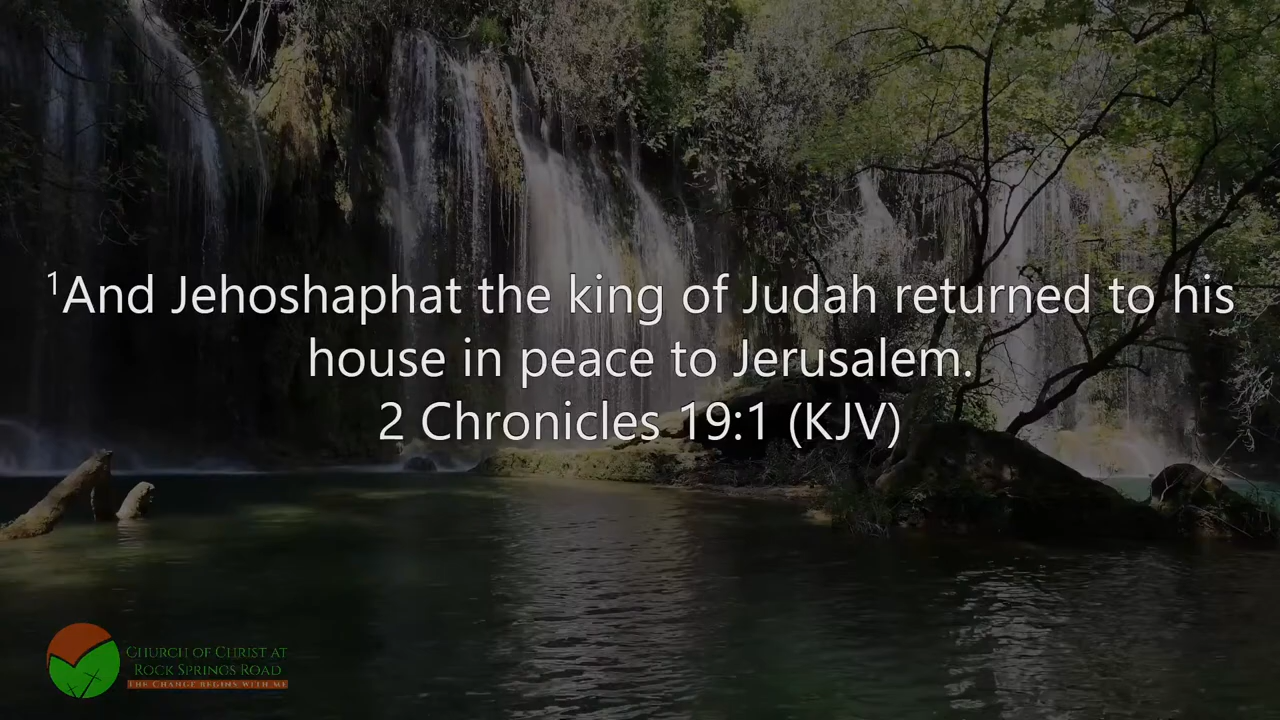 ¹And Jehoshaphat the king of Judah returned to his
house in peace to Jerusalem.
2 Chronicles 19:1 (KJV)
Church of Christ at
Rock Springs Road
The Change Begins With Me